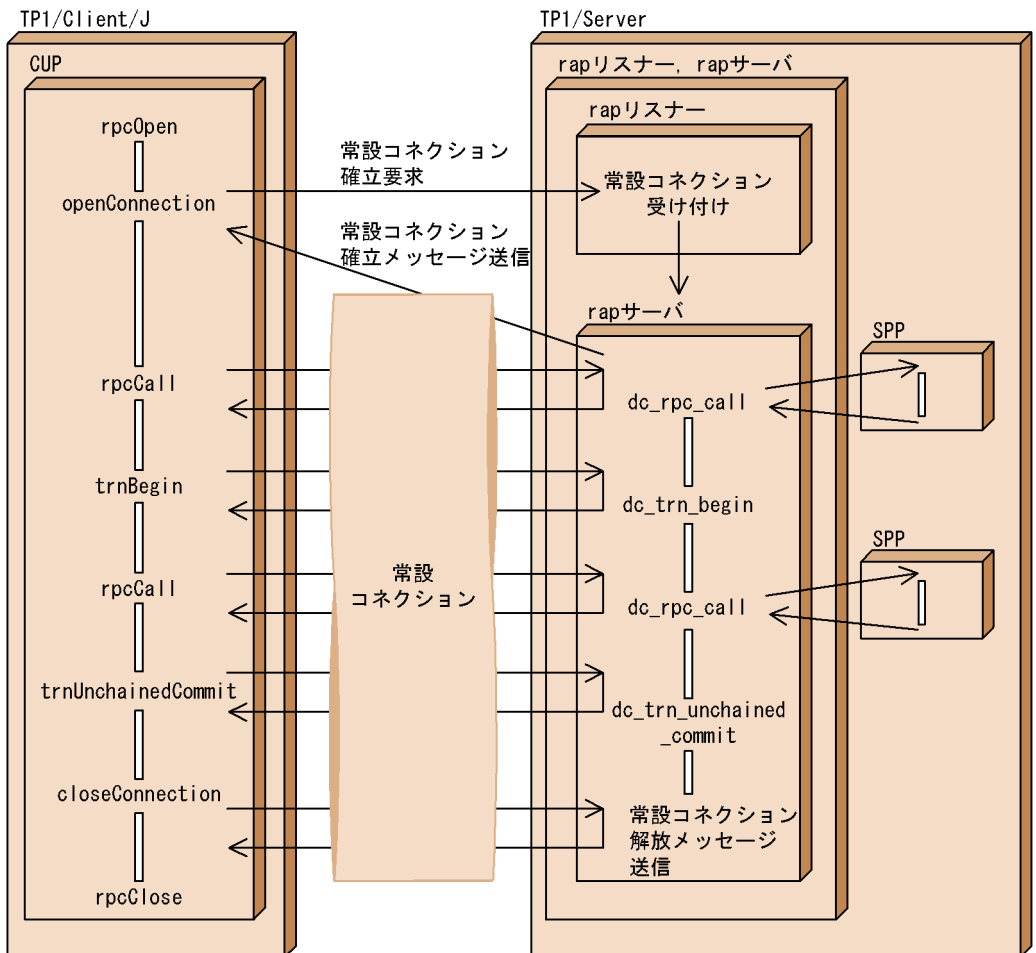 TP1/Client/J
TP1/Server
CUP
rapリスナー, rapサーバ
rapリスナー
rpcOpen
常設コネクション
確立要求
常設コネクション
受け付け
openConnection
常設コネクション
確立メッセージ送信
rapサーバ
SPP
rpcCall
dc_rpc_call
trnBegin
dc_trn_begin
SPP
常設
コネクション
rpcCall
dc_rpc_call
trnUnchainedCommit
dc_trn_unchained
_commit
closeConnection
常設コネクション
解放メッセージ
送信
rpcClose